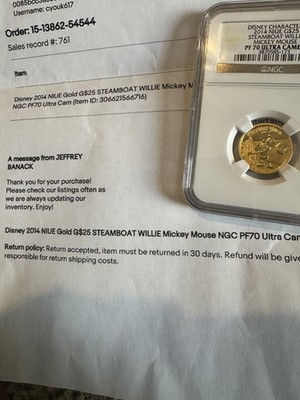 Username: cyouk617
Order: 15-13862-54544
Sales record #: 761
Item
Disney 2014 NIUE Gold G$25 STEAMBOAT WILLIE Mickey M
NGC PF70 Ultra Cam (Item ID: 306621566716)
DISNEY CHARACTE
2014 NIUE G$25
STEAMBOAT WILLIE
MICKEY MOUSE
PF 70 ULTRA CAME
NGC
A message from JEFFREY
BANACK
Thank you for your purchase!
Please check our listings often as
we are always updating our
inventory. Enjoy!
Disney 2014 NIUE Gold G$25 STEAMBOAT WILLIE Mickey Mouse NGC PF70 Ultra Can
Return policy: Return accepted, item must be returned in 30 days. Refund will be give
responsible for return shipping costs.